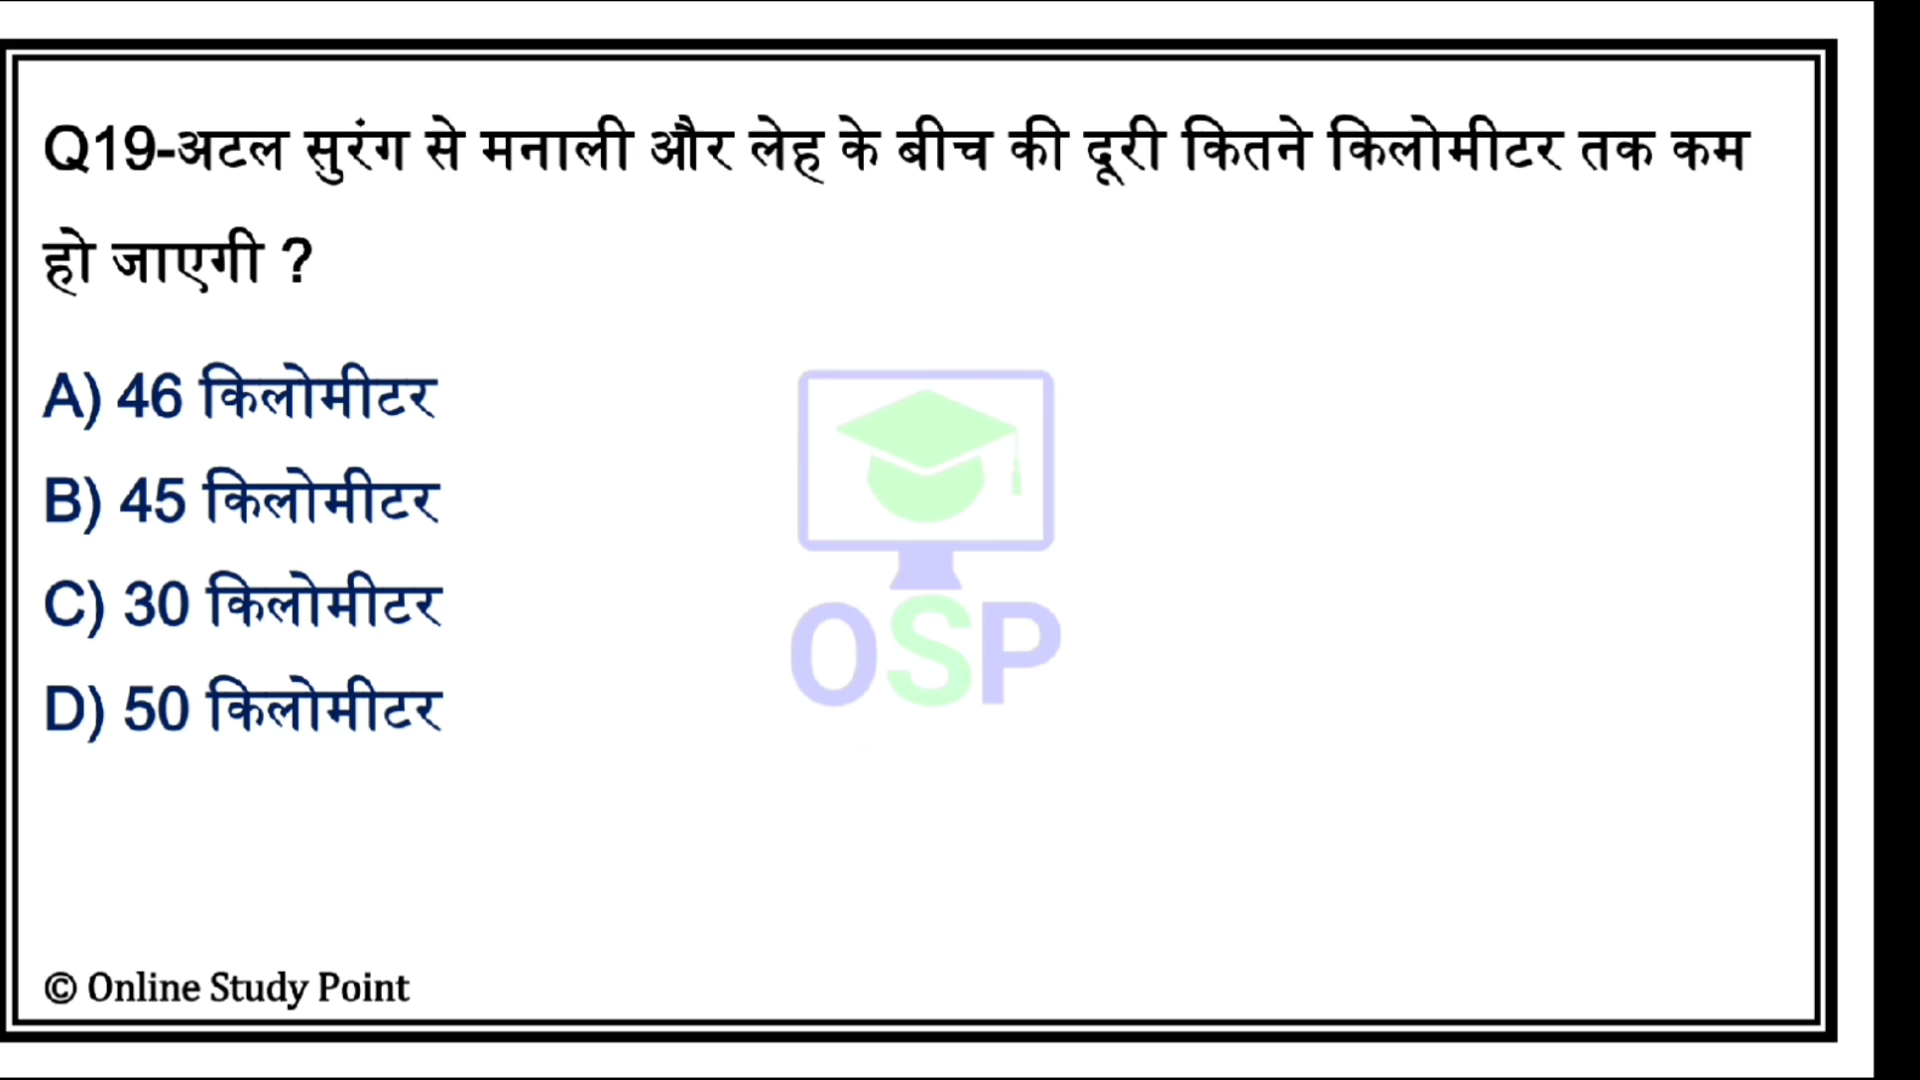 Q19-अटल सुरंग से मनाली और लेह के बीच की दूरी कितने किलोमीटर तक कम
हो जाएगी ?
A) 46 किलोमीटर
B) 45 किलोमीटर
C) 30 किलोमीटर
D) 50 किलोमीटर
OSP
© Online Study Point